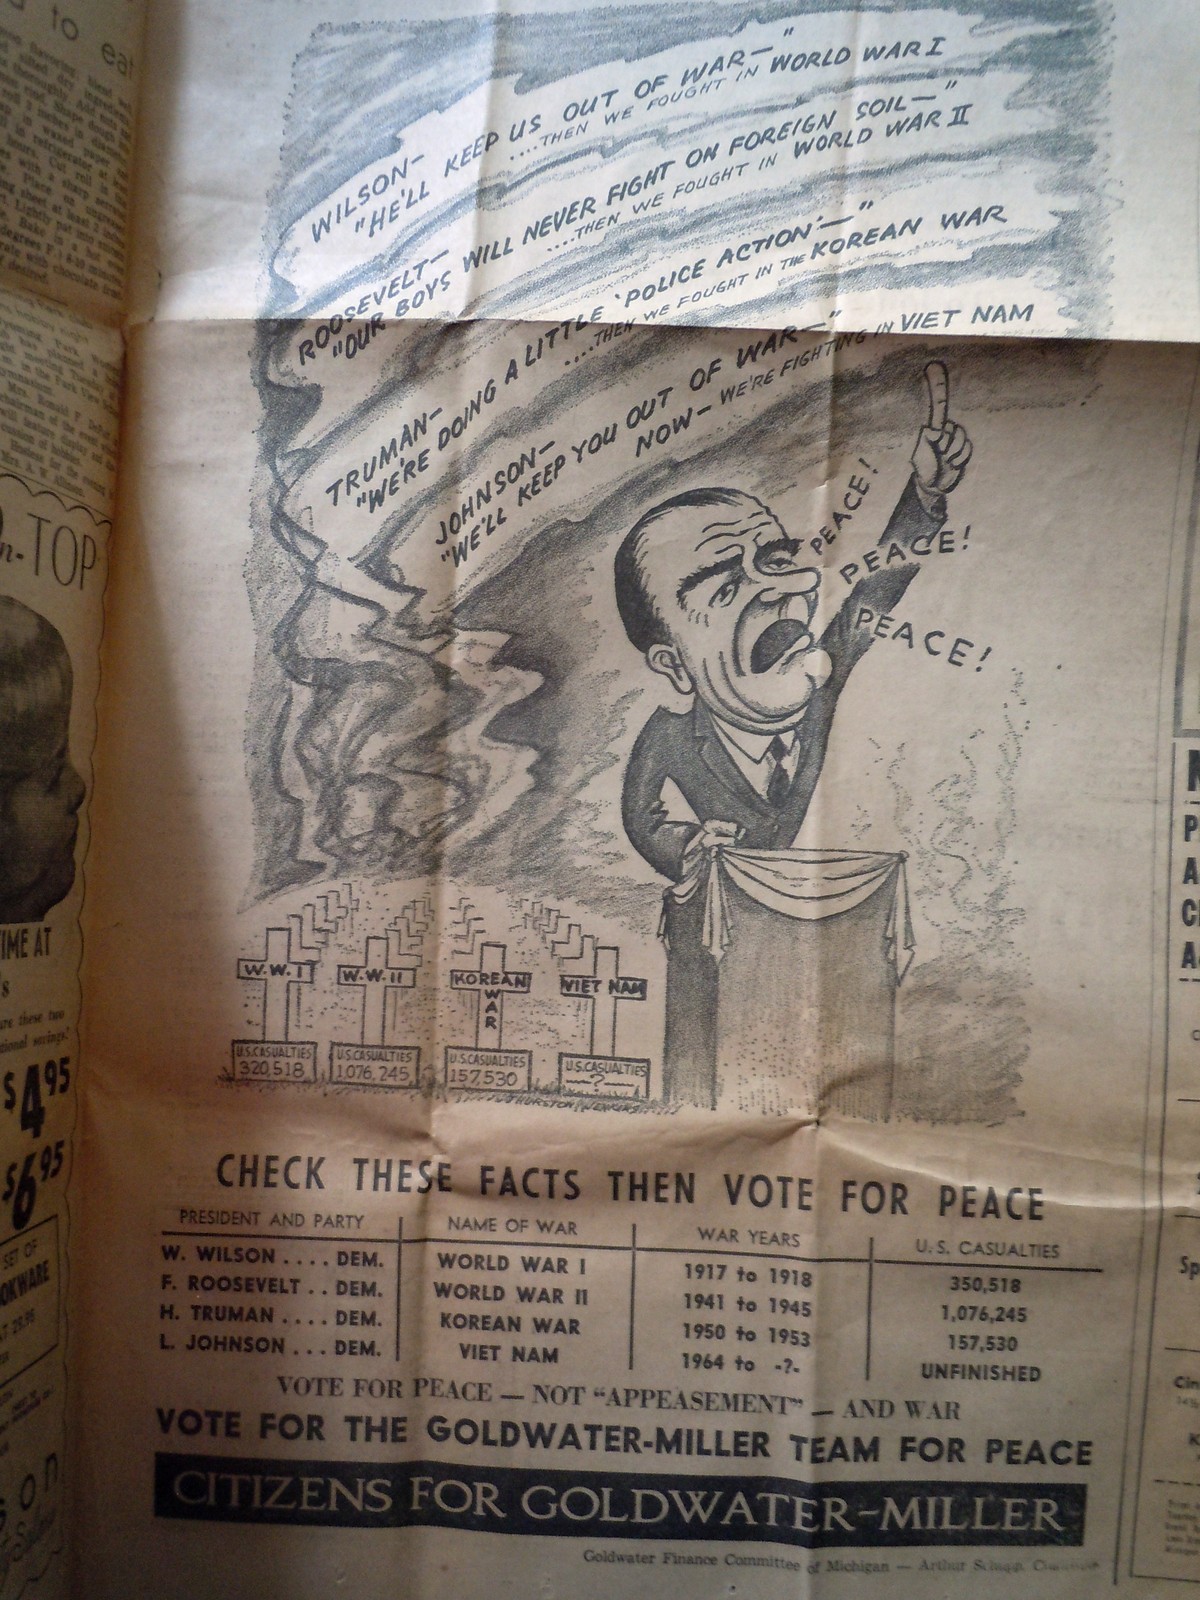 to eat
WILSON—
"HE'LL KEEP US OUT OF WAR—"
....THEN WE FOUGHT IN WORLD WAR I
ROOSEVELT—
"OUR BOYS WILL NEVER FIGHT ON FOREIGN SOIL—"
....THEN WE FOUGHT IN WORLD WAR II
TRUMAN—
"WE'RE DOING A LITTLE 'POLICE ACTION'—"
....THEN WE FOUGHT IN THE KOREAN WAR
JOHNSON—
"WE'LL KEEP YOU OUT OF WAR—"
NOW— WE'RE FIGHTING IN VIET NAM
PEACE!
PEACE!
PEACE!
W.W. I
W.W. II
KOREAN WAR
VIET NAM
U.S. CASUALTIES
320,518
U.S. CASUALTIES
1,076,245
U.S. CASUALTIES
157,530
U.S. CASUALTIES
—?—
CHECK THESE FACTS THEN VOTE FOR PEACE
PRESIDENT AND PARTY NAME OF WAR WAR YEARS U.S. CASUALTIES
W. WILSON .... DEM. WORLD WAR I 1917 to 1918 350,518
F. ROOSEVELT .. DEM. WORLD WAR II 1941 to 1945 1,076,245
H. TRUMAN .... DEM. KOREAN WAR 1950 to 1953 157,530
L. JOHNSON ... DEM. VIET NAM 1964 to -?- UNFINISHED
VOTE FOR PEACE — NOT "APPEASEMENT" — AND WAR
VOTE FOR THE GOLDWATER-MILLER TEAM FOR PEACE
CITIZENS FOR GOLDWATER-MILLER
Goldwater Finance Committee of Michigan — Arthur
-TOP
TIME AT
$4.95
$6.95
SET OF